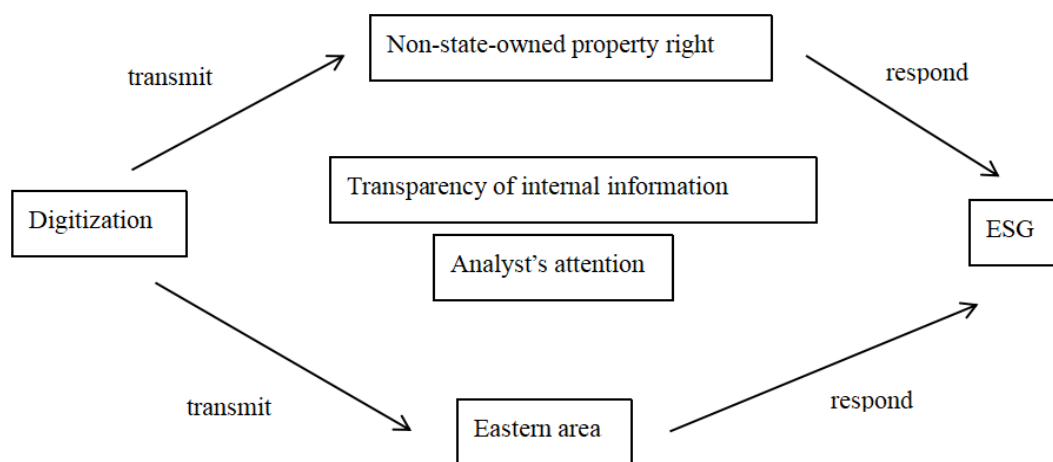 Non-state-owned property right
transmit
respond
Transparency of internal information
Digitization
ESG
Analyst’s attention
transmit
respond
Eastern area